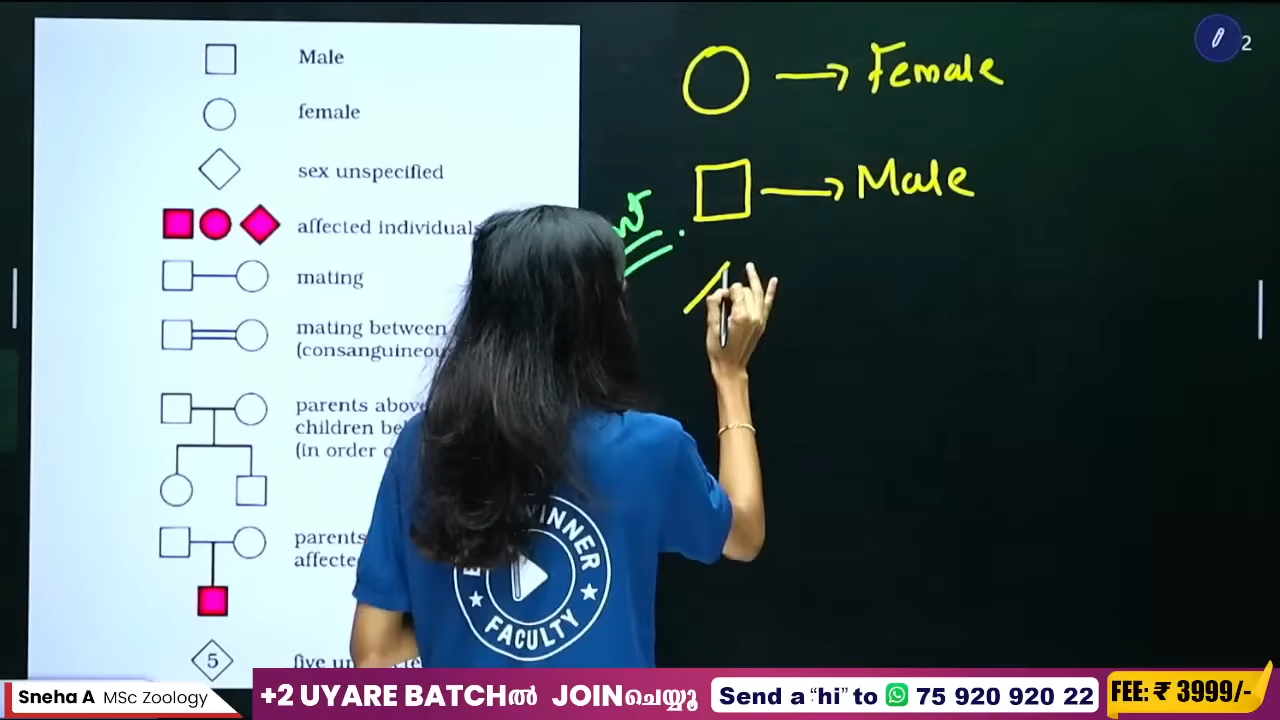 Male
female
sex unspecified
affected individuals
mating
mating between
(consanguineou
parents above
children be
(in order o
parents
affecte
5 five un
2
→ Female
→ Male
WINNER
FACULTY
Sneha A MSc Zoology
+2 UYARE BATCHൽ JOINചെയ്യൂ
Send a “hi” to 75 920 920 22
FEE: ₹ 3999/-